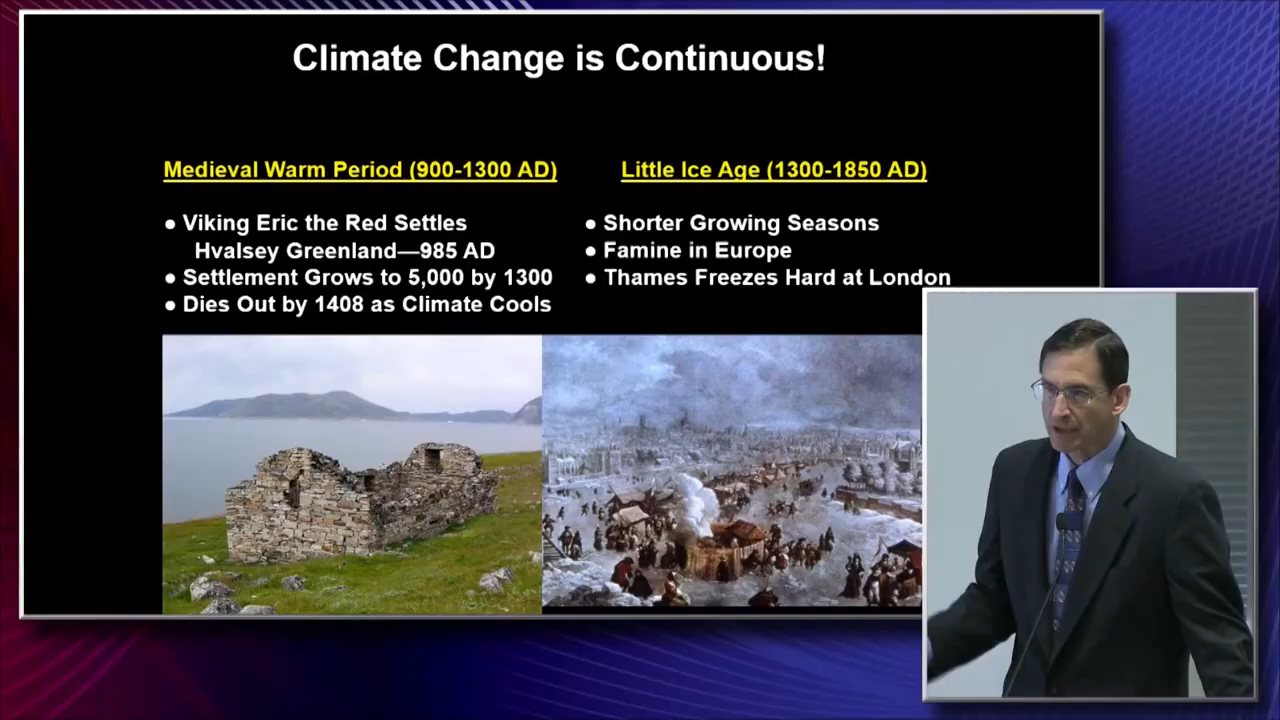 Climate Change is Continuous!
Medieval Warm Period (900-1300 AD)
● Viking Eric the Red Settles
Hvalsey Greenland—985 AD
● Settlement Grows to 5,000 by 1300
● Dies Out by 1408 as Climate Cools
Little Ice Age (1300-1850 AD)
● Shorter Growing Seasons
● Famine in Europe
● Thames Freezes Hard at London